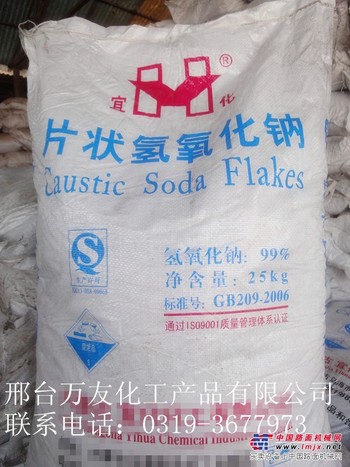 ®
宜 化
片状氢氧化钠
Caustic Soda Flakes
氢氧化钠：99%
净含量：25kg
标准号：GB209-2006
通过ISO9001质量管理体系认证
邢台万友化工产品有限公司
联系电话：0319-3677973
Yihua Chemical Indust
中国路面机械网